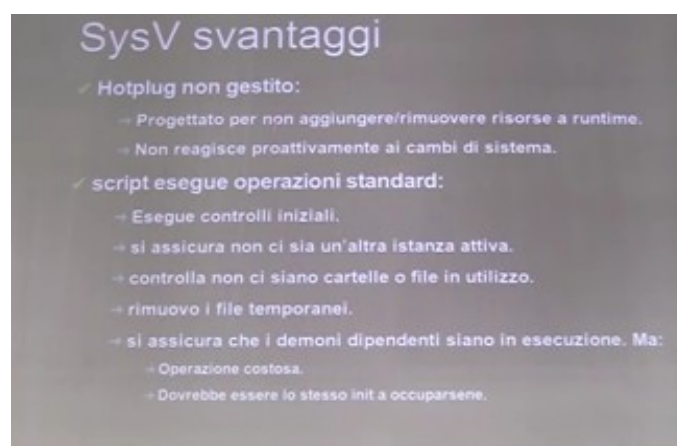 SysV svantaggi
Hotplug non gestito:
Progettato per non aggiungere/rimuovere risorse a runtime.
Non reagisce proattivamente ai cambi di sistema.
script esegue operazioni standard:
Esegue controlli iniziali.
si assicura non ci sia un'altra istanza attiva.
controlla non ci siano cartelle o file in utilizzo.
rimuovo i file temporanei.
si assicura che i demoni dipendenti siano in esecuzione. Ma:
Operazione costosa.
Dovrebbe essere lo stesso init a occuparsene.